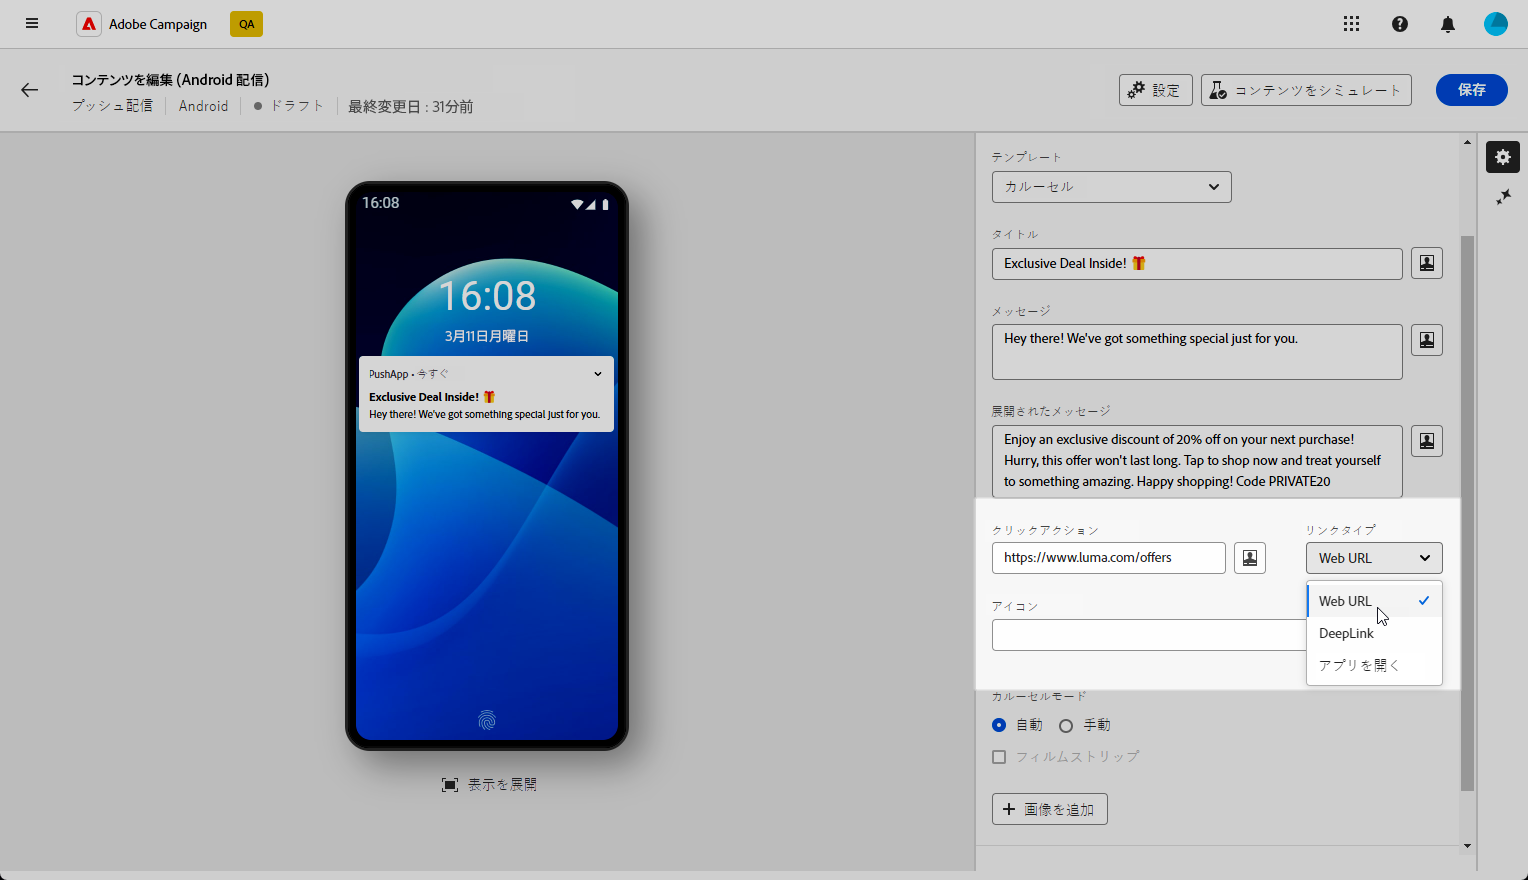 Adobe Campaign
QA
コンテンツを編集 (Android 配信)
プッシュ配信
Android
ドラフト
最終変更日 : 31分前
設定
コンテンツをシミュレート
保存
16:08
16:08
3月11日月曜日
PushApp • 今すぐ
Exclusive Deal Inside! 🎁
Hey there! We've got something special just for you.
表示を展開
テンプレート
カルーセル
タイトル
Exclusive Deal Inside! 🎁
メッセージ
Hey there! We've got something special just for you.
展開されたメッセージ
Enjoy an exclusive discount of 20% off on your next purchase!
Hurry, this offer won't last long. Tap to shop now and treat yourself
to something amazing. Happy shopping! Code PRIVATE20
クリックアクション
リンクタイプ
https://www.luma.com/offers
Web URL
アイコン
Web URL
DeepLink
アプリを開く
カルーセルモード
自動
手動
フィルムストリップ
画像を追加